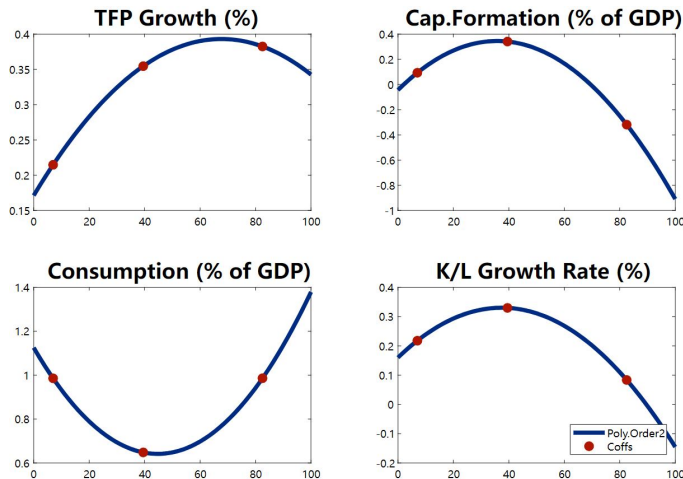 TFP Growth (%)
0.4
0.35
0.3
0.25
0.2
0.15
0 20 40 60 80 100
Cap.Formation (% of GDP)
0.4
0.2
0
-0.2
-0.4
-0.6
-0.8
-1
0 20 40 60 80 100
Consumption (% of GDP)
1.4
1.2
1
0.8
0.6
0 20 40 60 80 100
K/L Growth Rate (%)
0.4
0.3
0.2
0.1
0
-0.1
-0.2
0 20 40 60 80 100
Poly.Order2
Coffs